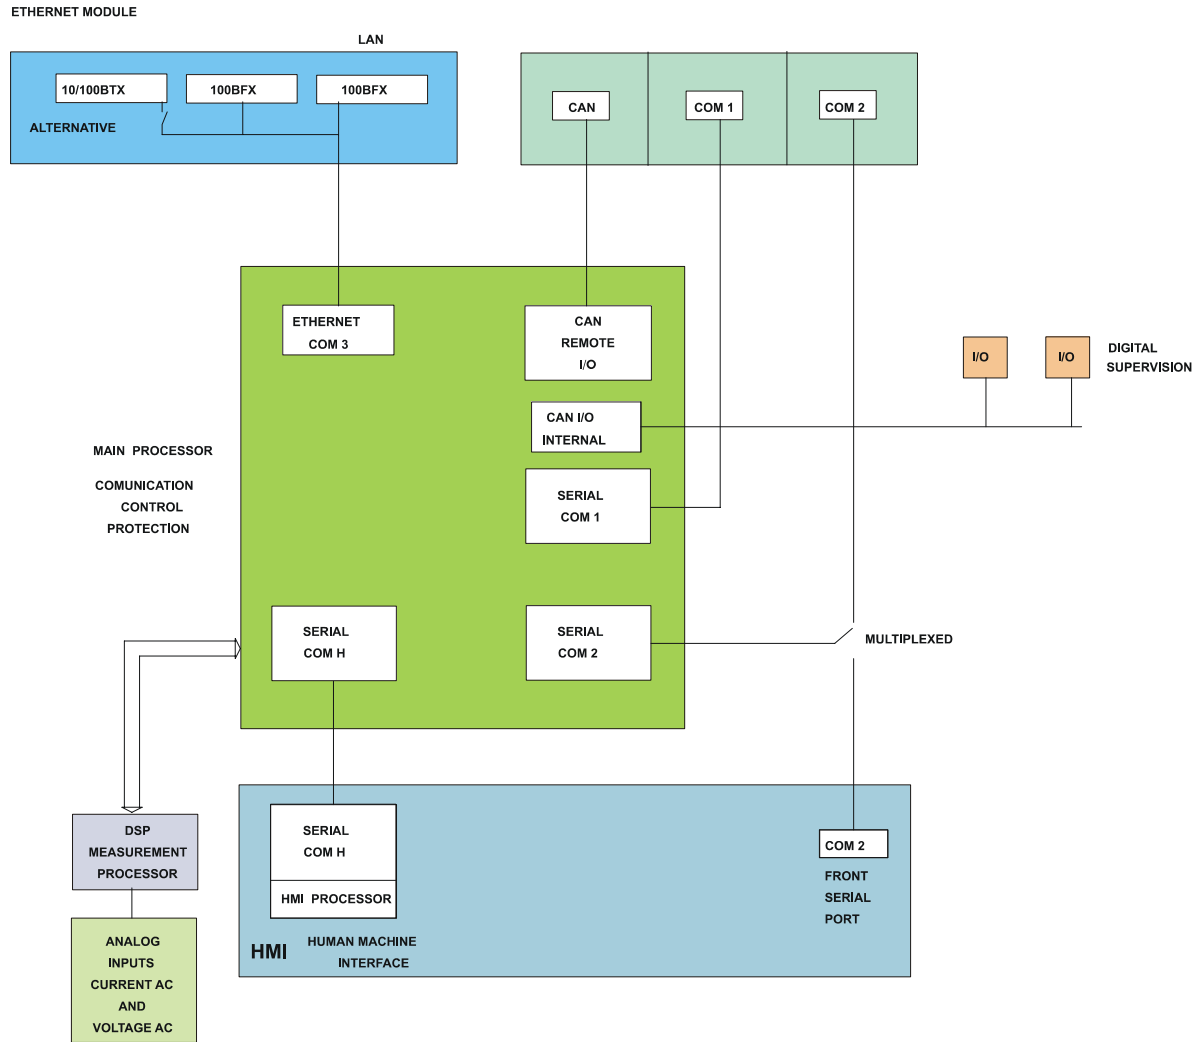 ETHERNET MODULE
LAN
10/100BTX
100BFX
100BFX
ALTERNATIVE
CAN
COM 1
COM 2
ETHERNET
COM 3
CAN
REMOTE
I/O
CAN I/O
INTERNAL
SERIAL
COM 1
I/O
I/O
DIGITAL
SUPERVISION
MAIN PROCESSOR
COMUNICATION
CONTROL
PROTECTION
SERIAL
COM H
SERIAL
COM 2
MULTIPLEXED
DSP
MEASUREMENT
PROCESSOR
ANALOG
INPUTS
CURRENT AC
AND
VOLTAGE AC
SERIAL
COM H
HMI PROCESSOR
HMI
HUMAN MACHINE
INTERFACE
COM 2
FRONT
SERIAL
PORT